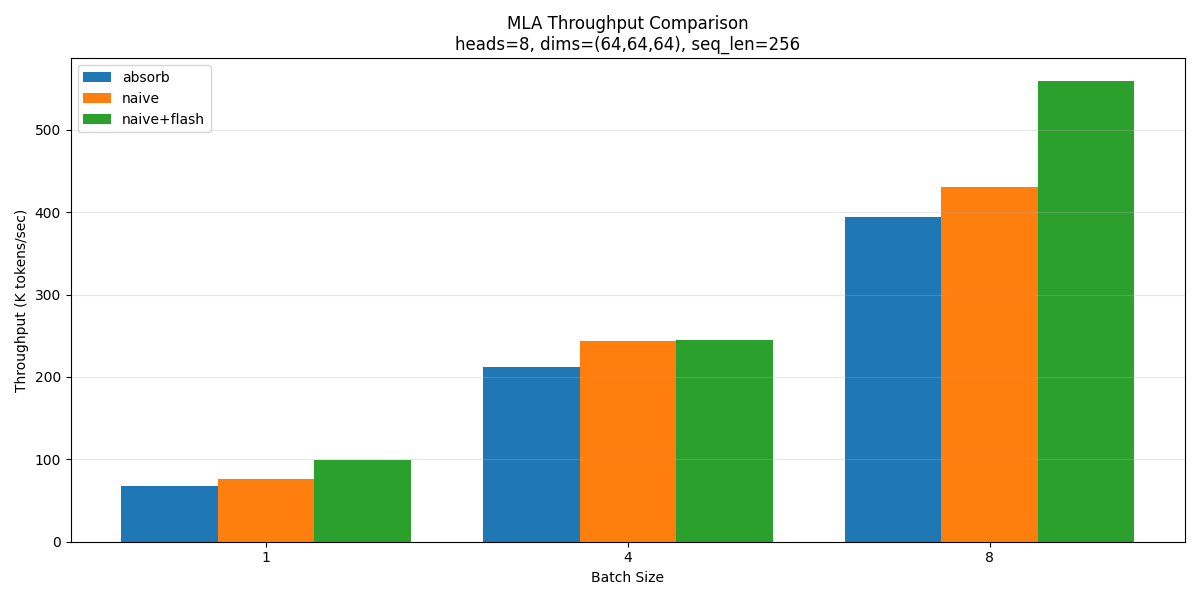 MLA Throughput Comparison
heads=8, dims=(64,64,64), seq_len=256
absorb
naive
naive+flash
Throughput (K tokens/sec)
500
400
300
200
100
0
1
4
8
Batch Size